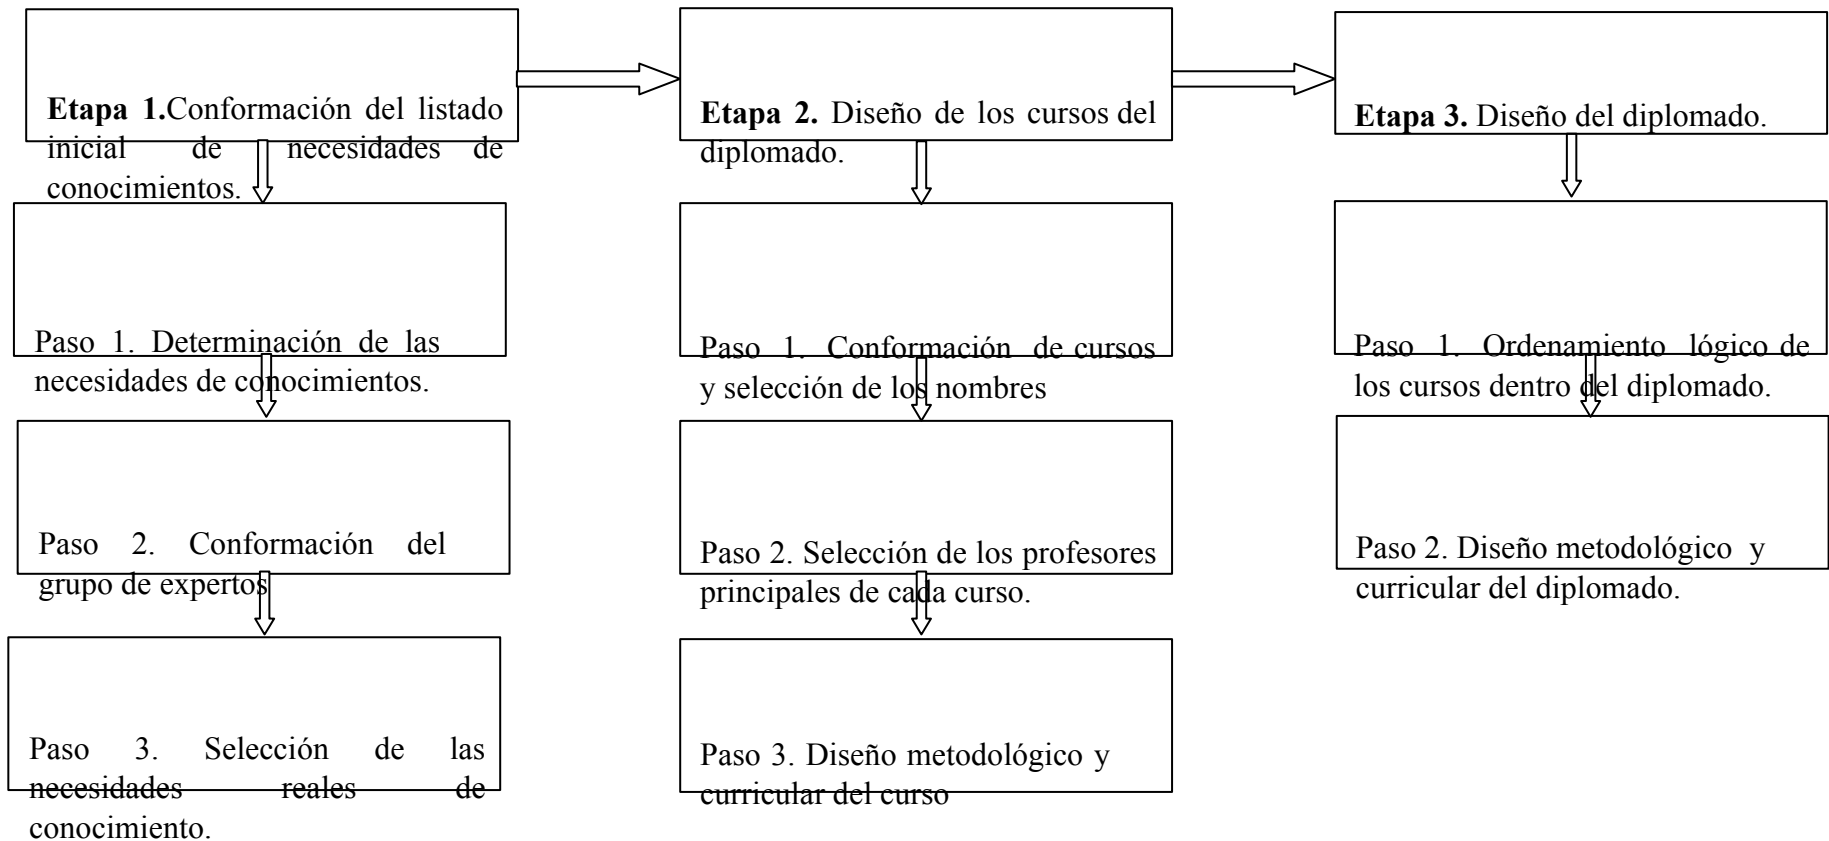 Etapa 1.Conformación del listado
inicial de necesidades de
conocimientos.
Paso 1. Determinación de las
necesidades de conocimientos.
Paso 2. Conformación del
grupo de expertos
Paso 3. Selección de las
necesidades reales de
conocimiento.
Etapa 2. Diseño de los cursos del
diplomado.
Paso 1. Conformación de cursos
y selección de los nombres
Paso 2. Selección de los profesores
principales de cada curso.
Paso 3. Diseño metodológico y
curricular del curso
Etapa 3. Diseño del diplomado.
Paso 1. Ordenamiento lógico de
los cursos dentro del diplomado.
Paso 2. Diseño metodológico y
curricular del diplomado.